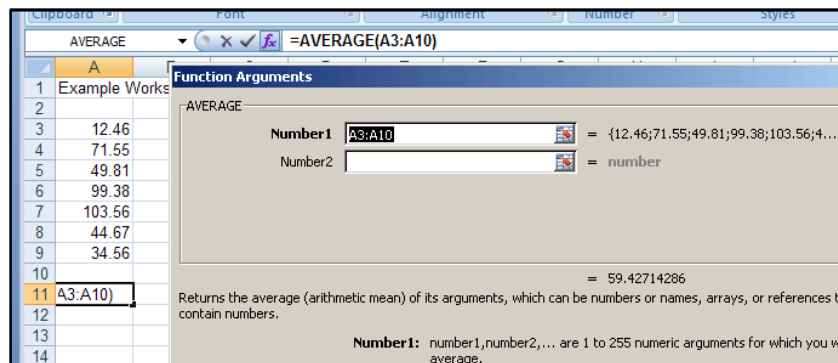 Clipboard Font Alignment Number Styles
AVERAGE =AVERAGE(A3:A10)
A
1 Example Works
Function Arguments
2
AVERAGE
3 12.46
Number1 A3:A10 = {12.46;71.55;49.81;99.38;103.56;4...
4 71.55
Number2 = number
5 49.81
6 99.38
7 103.56
8 44.67
9 34.56
10
= 59.42714286
11 A3:A10)
Returns the average (arithmetic mean) of its arguments, which can be numbers or names, arrays, or references
contain numbers.
12
13
Number1: number1,number2,... are 1 to 255 numeric arguments for which you
average.
14